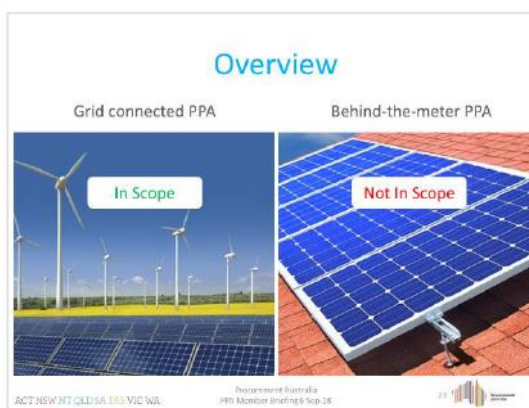 Overview
Grid connected PPA
Behind-the-meter PPA
In Scope
Not In Scope
ACT NSW NT QLD SA TAS VIC WA
Procurement Australia
PPA Member Briefing 6 Sep 18
Procurement